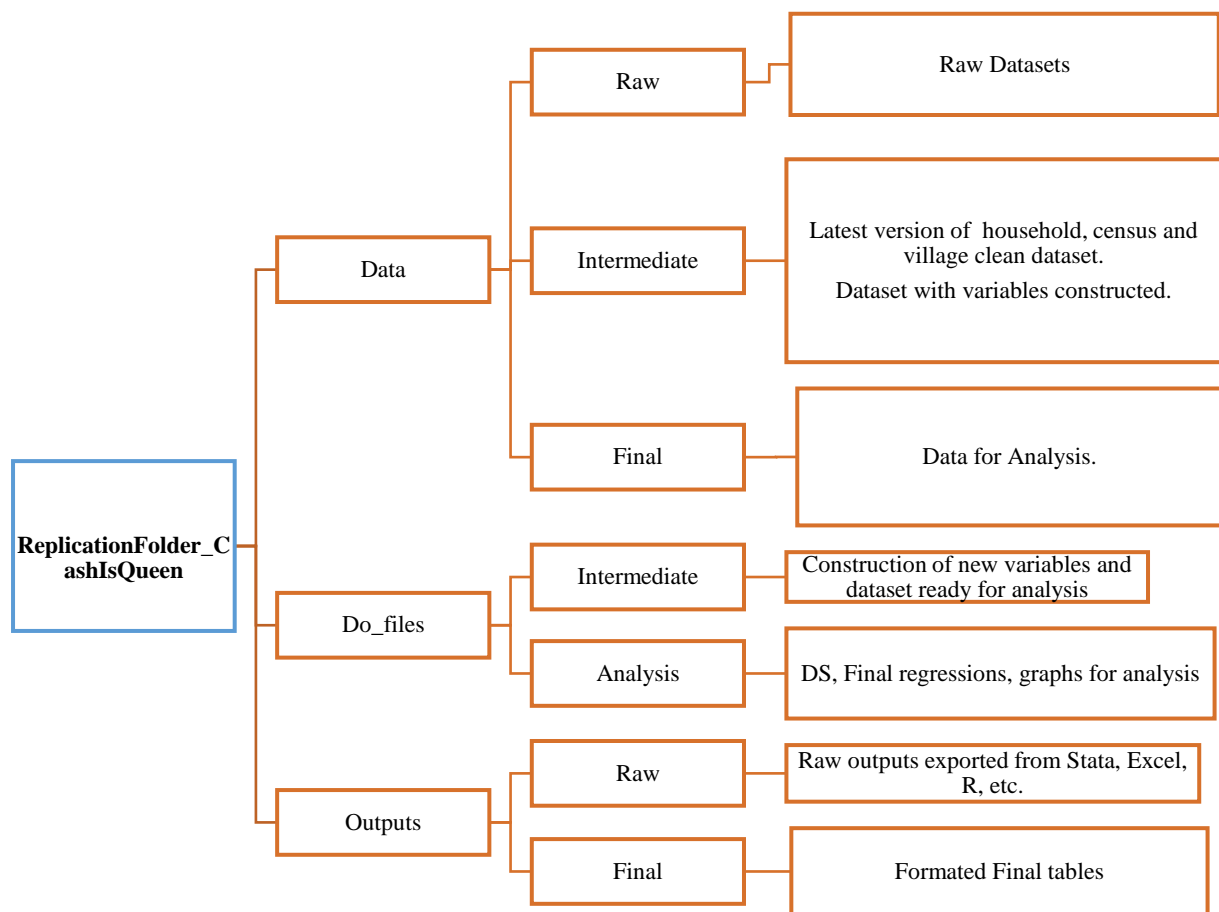 ReplicationFolder_C
ashIsQueen
Data
Raw
Raw Datasets
Intermediate
Latest version of  household, census and
village clean dataset.
Dataset with variables constructed.
Final
Data for Analysis.
Do_files
Intermediate
Construction of new variables and
dataset ready for analysis
Analysis
DS, Final regressions, graphs for analysis
Outputs
Raw
Raw outputs exported from Stata, Excel,
R, etc.
Final
Formated Final tables